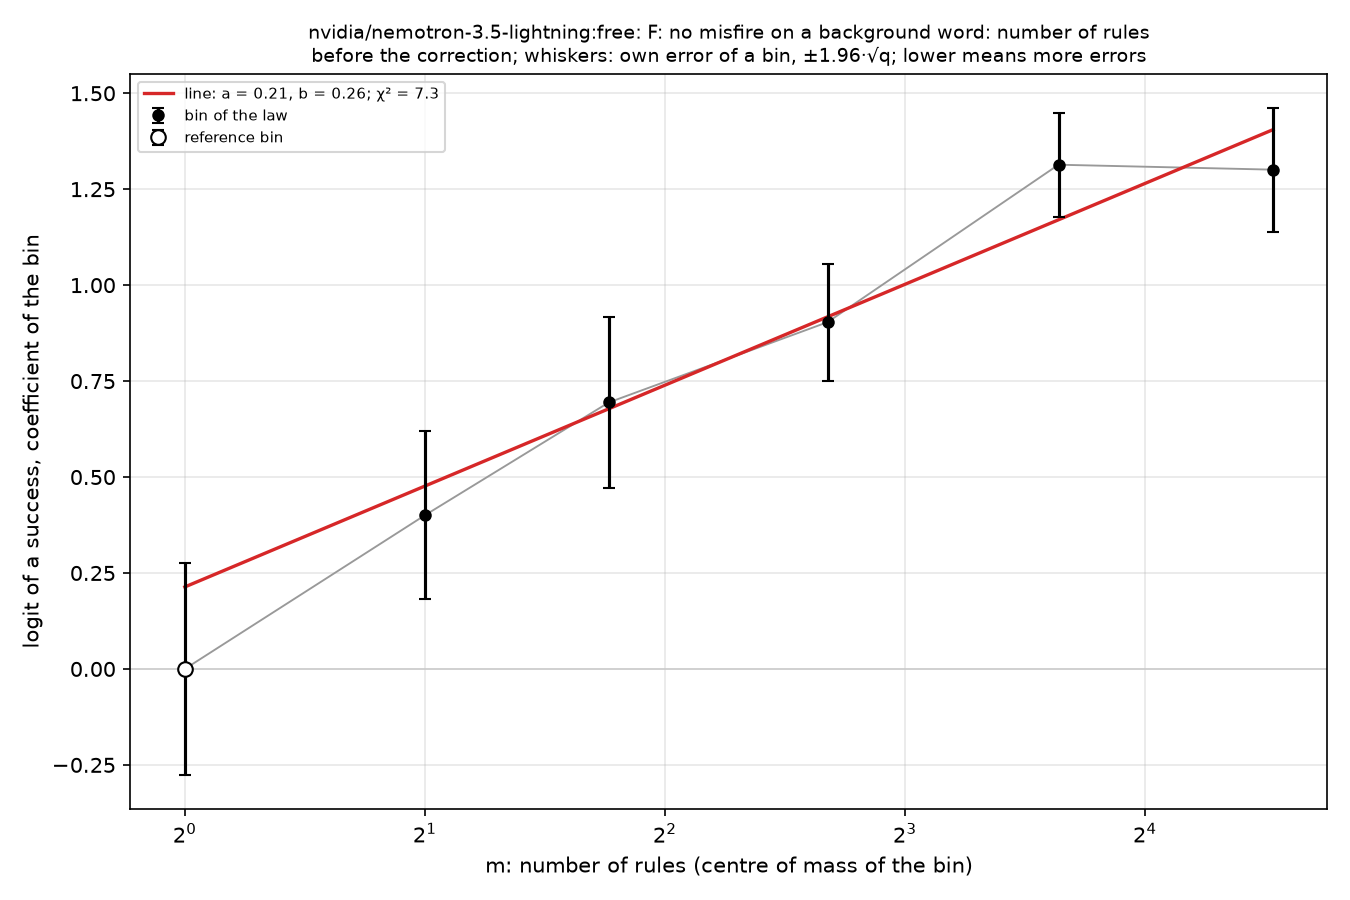 nvidia/nemotron-3.5-lightning:free: F: no misfire on a background word: number of rules
before the correction; whiskers: own error of a bin, ±1.96·√q; lower means more errors
line: a = 0.21, b = 0.26; χ² = 7.3
bin of the law
reference bin
1.50
1.25
1.00
0.75
0.50
0.25
0.00
−0.25
logit of a success, coefficient of the bin
2⁰ 2¹ 2² 2³ 2⁴
m: number of rules (centre of mass of the bin)